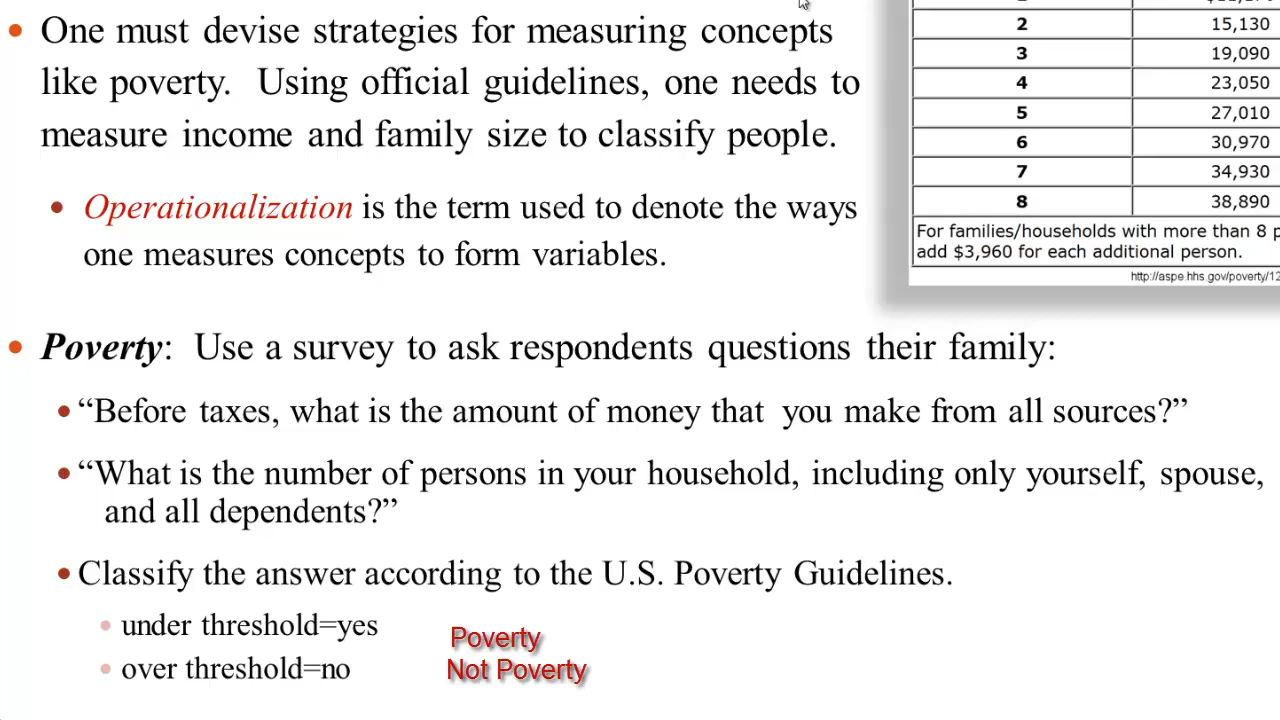 One must devise strategies for measuring concepts
like poverty. Using official guidelines, one needs to
measure income and family size to classify people.
Operationalization is the term used to denote the ways
one measures concepts to form variables.
2 15,130
3 19,090
4 23,050
5 27,010
6 30,970
7 34,930
8 38,890
For families/households with more than 8
add $3,960 for each additional person.
http://aspe.hhs.gov/poverty/12
Poverty: Use a survey to ask respondents questions their family:
“Before taxes, what is the amount of money that you make from all sources?”
“What is the number of persons in your household, including only yourself, spouse,
and all dependents?”
Classify the answer according to the U.S. Poverty Guidelines.
under threshold=yes
Poverty
over threshold=no
Not Poverty